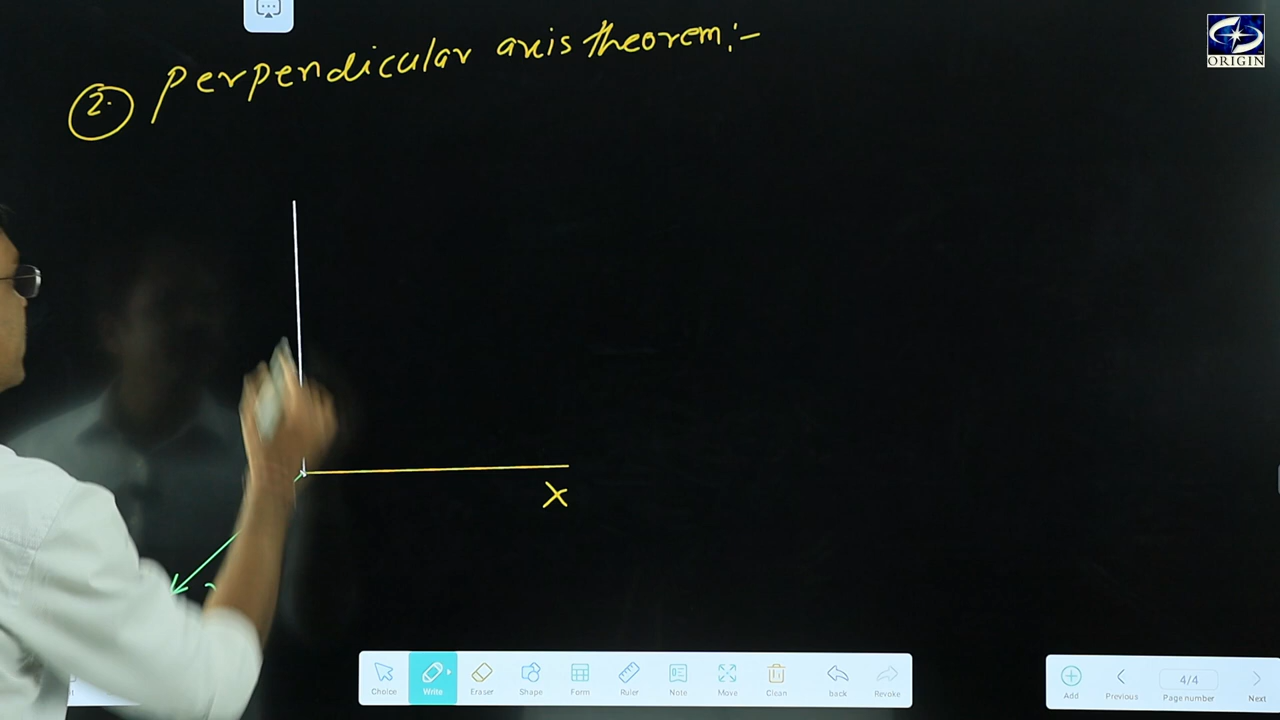 2. Perpendicular axis theorem:-
ORIGIN
X
Choice
Write
Eraser
Shape
Form
Ruler
Note
Move
Clean
back
Revoke
Add
Previous
4/4
Page number
Next